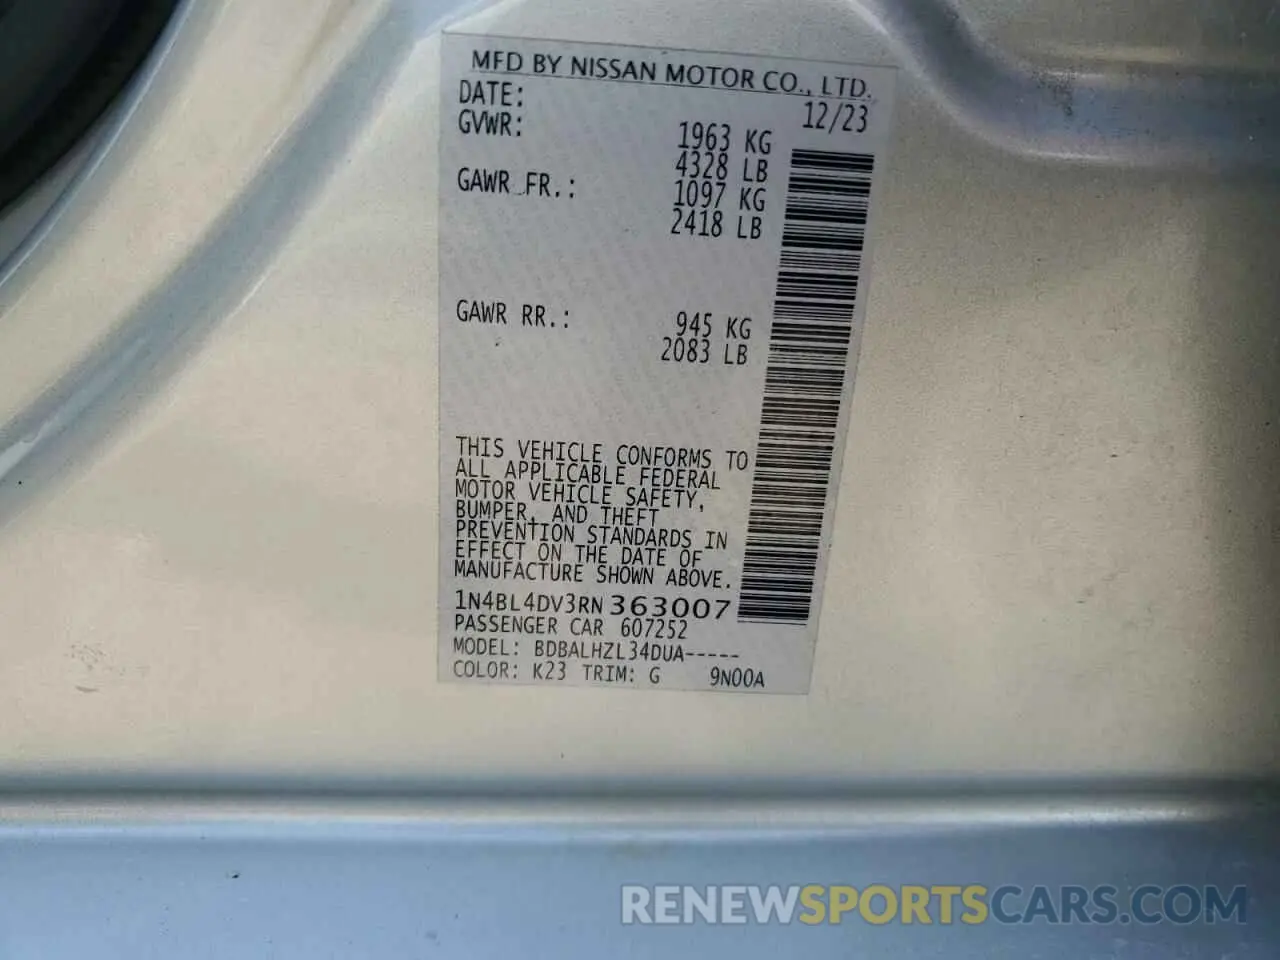 MFD BY NISSAN MOTOR CO., LTD.
DATE: 12/23
GVWR: 1963 KG
4328 LB
GAWR FR.: 1097 KG
2418 LB
GAWR RR.: 945 KG
2083 LB
THIS VEHICLE CONFORMS TO
ALL APPLICABLE FEDERAL
MOTOR VEHICLE SAFETY,
BUMPER, AND THEFT
PREVENTION STANDARDS IN
EFFECT ON THE DATE OF
MANUFACTURE SHOWN ABOVE.
1N4BL4DV3RN363007
PASSENGER CAR 607252
MODEL: BDBALHZL34DUA-----
COLOR: K23 TRIM: G 9N00A
RENEWSPORTSCARS.COM